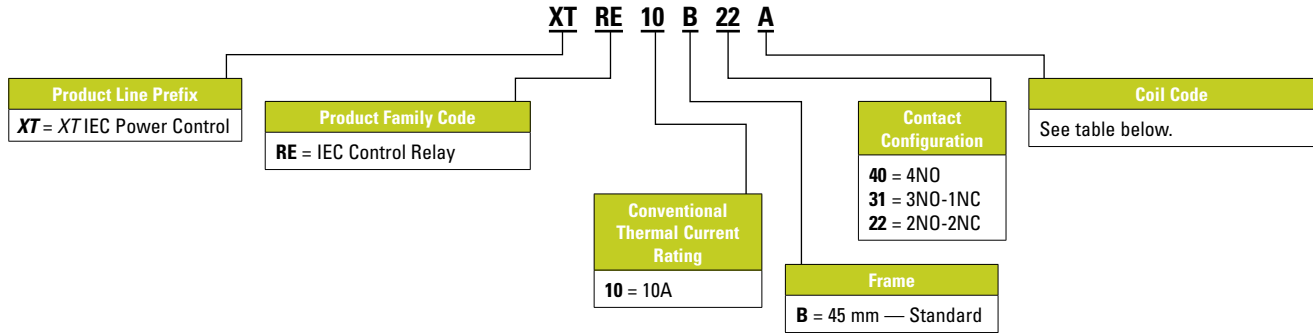 XT RE 10 B 22 A
Product Line Prefix
XT = XT IEC Power Control
Product Family Code
RE = IEC Control Relay
Conventional
Thermal Current
Rating
10 = 10A
Frame
B = 45 mm — Standard
Contact
Configuration
40 = 4NO
31 = 3NO-1NC
22 = 2NO-2NC
Coil Code
See table below.